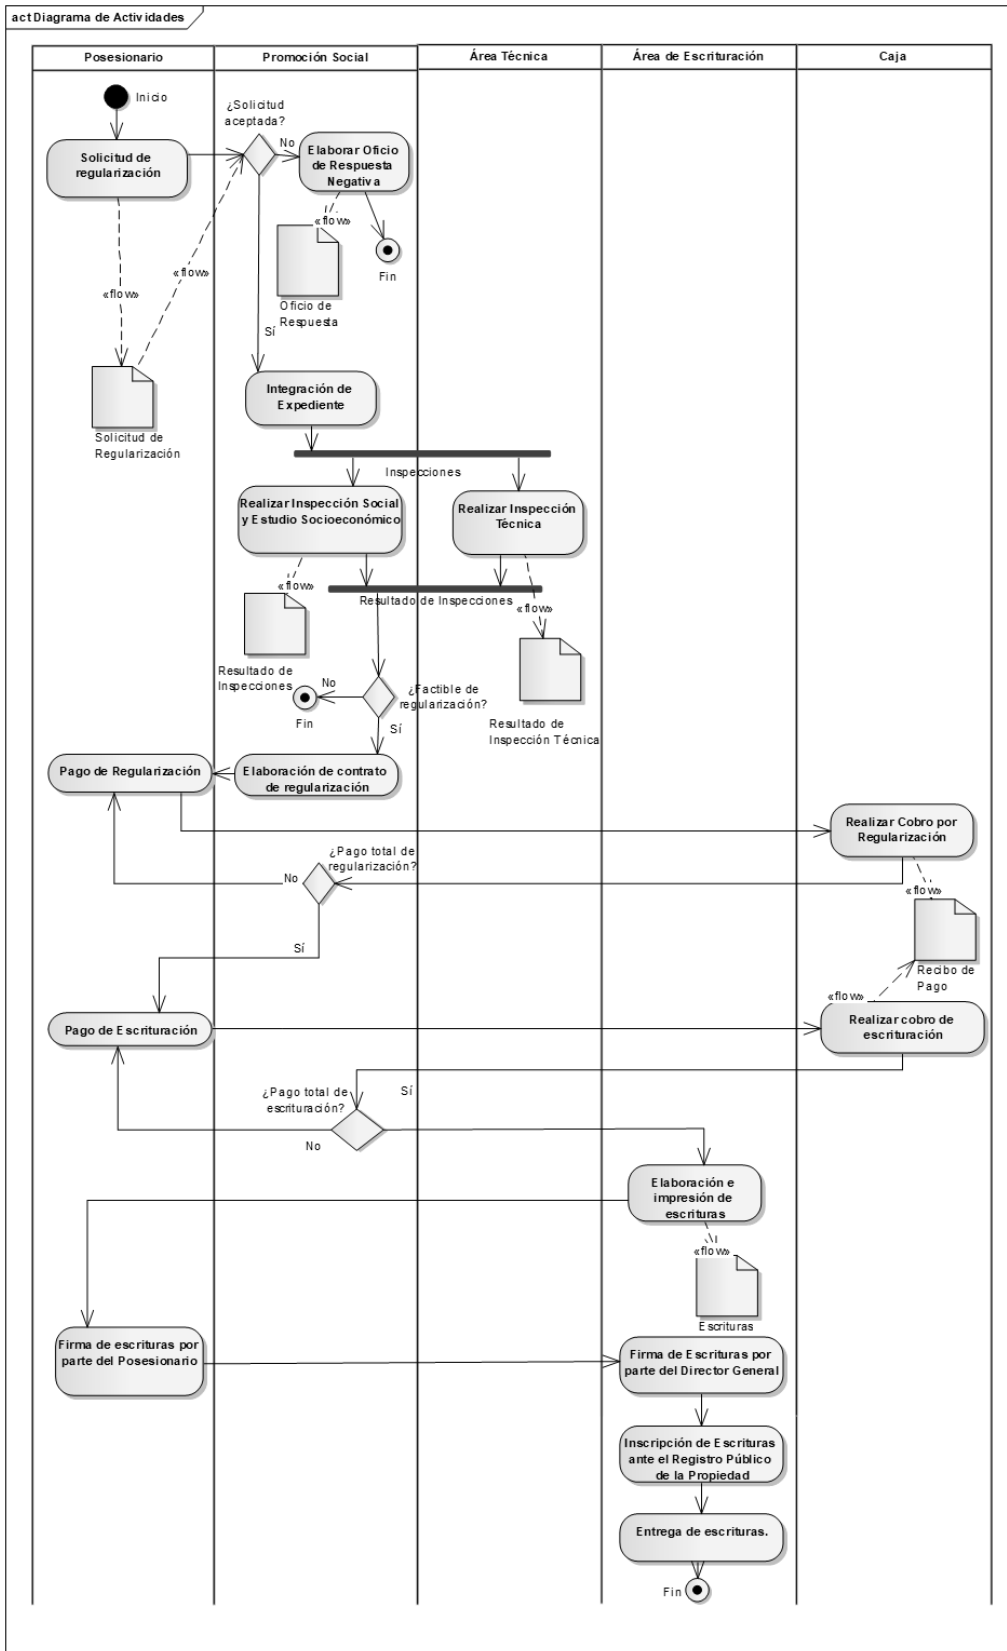 act Diagrama de Actividades
Posesionario
Promoción Social
Área Técnica
Área de Escrituración
Caja
Inicio
¿Solicitud
aceptada?
No
Elaborar Oficio
de Respuesta
Negativa
Solicitud de
regularización
«flow»
Fin
«flow»
«flow»
Oficio de
Respuesta
Sí
Integración de
Expediente
Solicitud de
Regularización
Inspecciones
Realizar Inspección Social
y Estudio Socioeconómico
Realizar Inspección
Técnica
«flow»
Resultado de Inspecciones
«flow»
Resultado de
Inspecciones
No
¿Factible de
regularización?
Fin
Sí
Resultado de
Inspección Técnica
Pago de Regularización
Elaboración de contrato
de regularización
Realizar Cobro por
Regularización
¿Pago total de
regularización?
No
«flow»
Sí
Recibo de
Pago
«flow»
Pago de Escrituración
Realizar cobro de
escrituración
¿Pago total de
escrituración?
Sí
No
Elaboración e
impresión de
escrituras
«flow»
Escrituras
Firma de escrituras por
parte del Posesionario
Firma de Escrituras por
parte del Director General
Inscripción de Escrituras
ante el Registro Público
de la Propiedad
Entrega de escrituras.
Fin